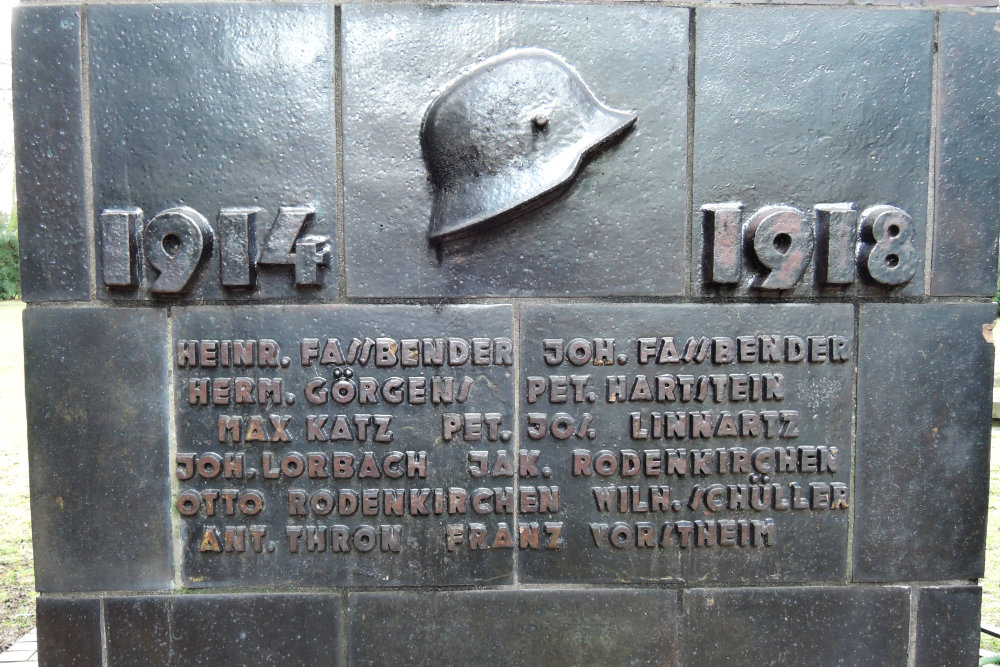 1914 1918
HEINR. FASSBENDER JOH. FASSBENDER
HERM. GÖRGENS PET. HARTSTEIN
MAX KATZ PET. JOS. LINNARTZ
JOH. LORBACH JAK. RODENKIRCHEN
OTTO RODENKIRCHEN WILH. SCHÜLLER
ANT. THRON FRANZ VORSTHEIM